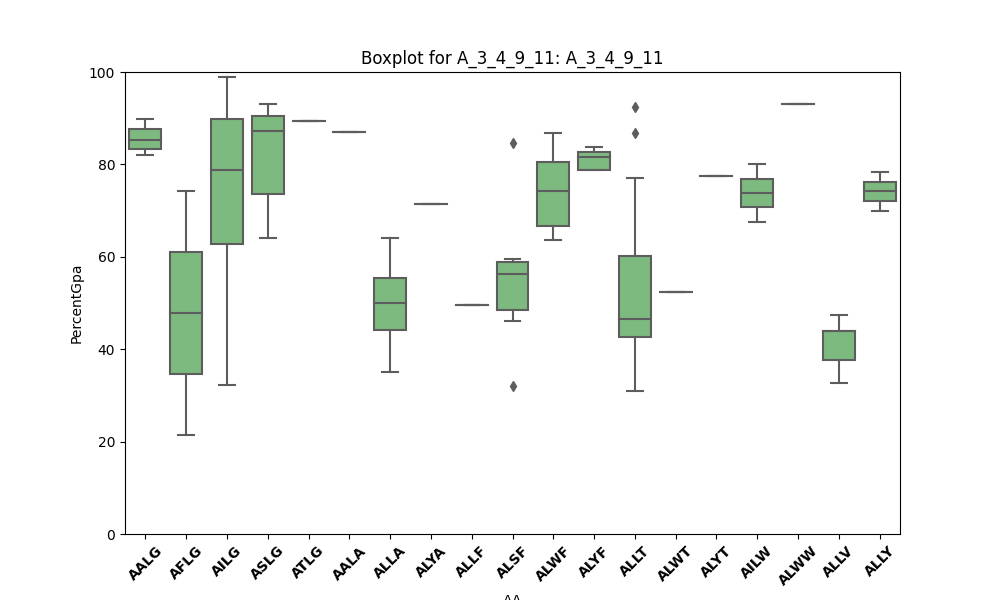 Boxplot for A_3_4_9_11: A_3_4_9_11
100
80
60
40
20
0
PercentGpa
AALG AFLG AILG ASLG ATLG AALA ALLA ALYA ALLF ALSF ALWF ALYF ALLT ALWT ALYT AILW ALWW ALLV ALLY
AA